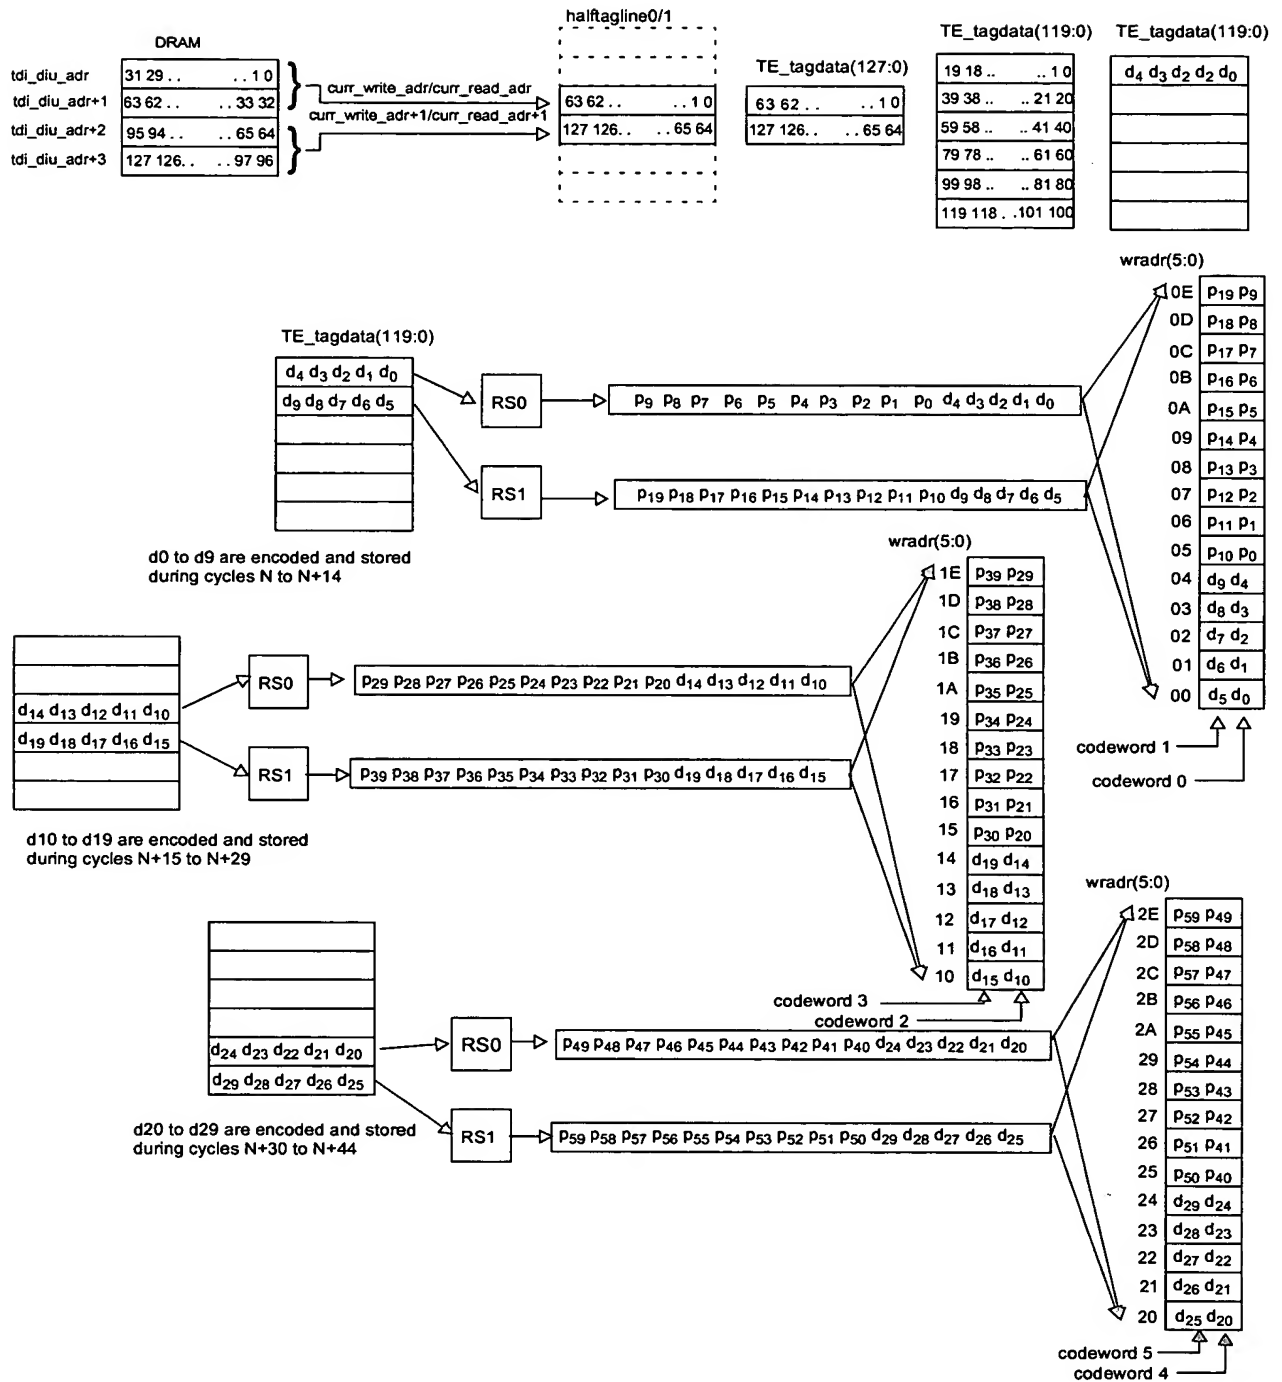 halftagline0/1
DRAM
TE_tagdata(119:0)
TE_tagdata(119:0)
TE_tagdata(127:0)
tdi_diu_adr
31 29 . . . . 1 0
tdi_diu_adr+1
63 62 . . . . 33 32
tdi_diu_adr+2
95 94 . . . . 65 64
tdi_diu_adr+3
127 126. . . . 97 96
curr_write_adr/curr_read_adr
curr_write_adr+1/curr_read_adr+1
63 62 . . . . 1 0
127 126. . . . 65 64
63 62 . . . . 1 0
127 126. . . . 65 64
19 18 .. .. 1 0
39 38 .. .. 21 20
59 58 .. .. 41 40
79 78 .. .. 61 60
99 98 .. .. 81 80
119 118 . . 101 100
d4 d3 d2 d2 d0
wradr(5:0)
0E p19 p9
0D p18 p8
0C p17 p7
0B p16 p6
0A p15 p5
09 p14 p4
08 p13 p3
07 p12 p2
06 p11 p1
05 p10 p0
04 d9 d4
03 d8 d3
02 d7 d2
01 d6 d1
00 d5 d0
codeword 1
codeword 0
TE_tagdata(119:0)
d4 d3 d2 d1 d0
d9 d8 d7 d6 d5
RS0
p9 p8 p7 p6 p5 p4 p3 p2 p1 p0 d4 d3 d2 d1 d0
RS1
p19 p18 p17 p16 p15 p14 p13 p12 p11 p10 d9 d8 d7 d6 d5
d0 to d9 are encoded and stored
during cycles N to N+14
wradr(5:0)
1E p39 p29
1D p38 p28
1C p37 p27
1B p36 p26
1A p35 p25
19 p34 p24
18 p33 p23
17 p32 p22
16 p31 p21
15 p30 p20
14 d19 d14
13 d18 d13
12 d17 d12
11 d16 d11
10 d15 d10
codeword 3
codeword 2
d14 d13 d12 d11 d10
d19 d18 d17 d16 d15
RS0
p29 p28 p27 p26 p25 p24 p23 p22 p21 p20 d14 d13 d12 d11 d10
RS1
p39 p38 p37 p36 p35 p34 p33 p32 p31 p30 d19 d18 d17 d16 d15
d10 to d19 are encoded and stored
during cycles N+15 to N+29
wradr(5:0)
2E p59 p49
2D p58 p48
2C p57 p47
2B p56 p46
2A p55 p45
29 p54 p44
28 p53 p43
27 p52 p42
26 p51 p41
25 p50 p40
24 d29 d24
23 d28 d23
22 d27 d22
21 d26 d21
20 d25 d20
codeword 5
codeword 4
d24 d23 d22 d21 d20
d29 d28 d27 d26 d25
RS0
p49 p48 p47 p46 p45 p44 p43 p42 p41 p40 d24 d23 d22 d21 d20
RS1
p59 p58 p57 p56 p55 p54 p53 p52 p51 p50 d29 d28 d27 d26 d25
d20 to d29 are encoded and stored
during cycles N+30 to N+44